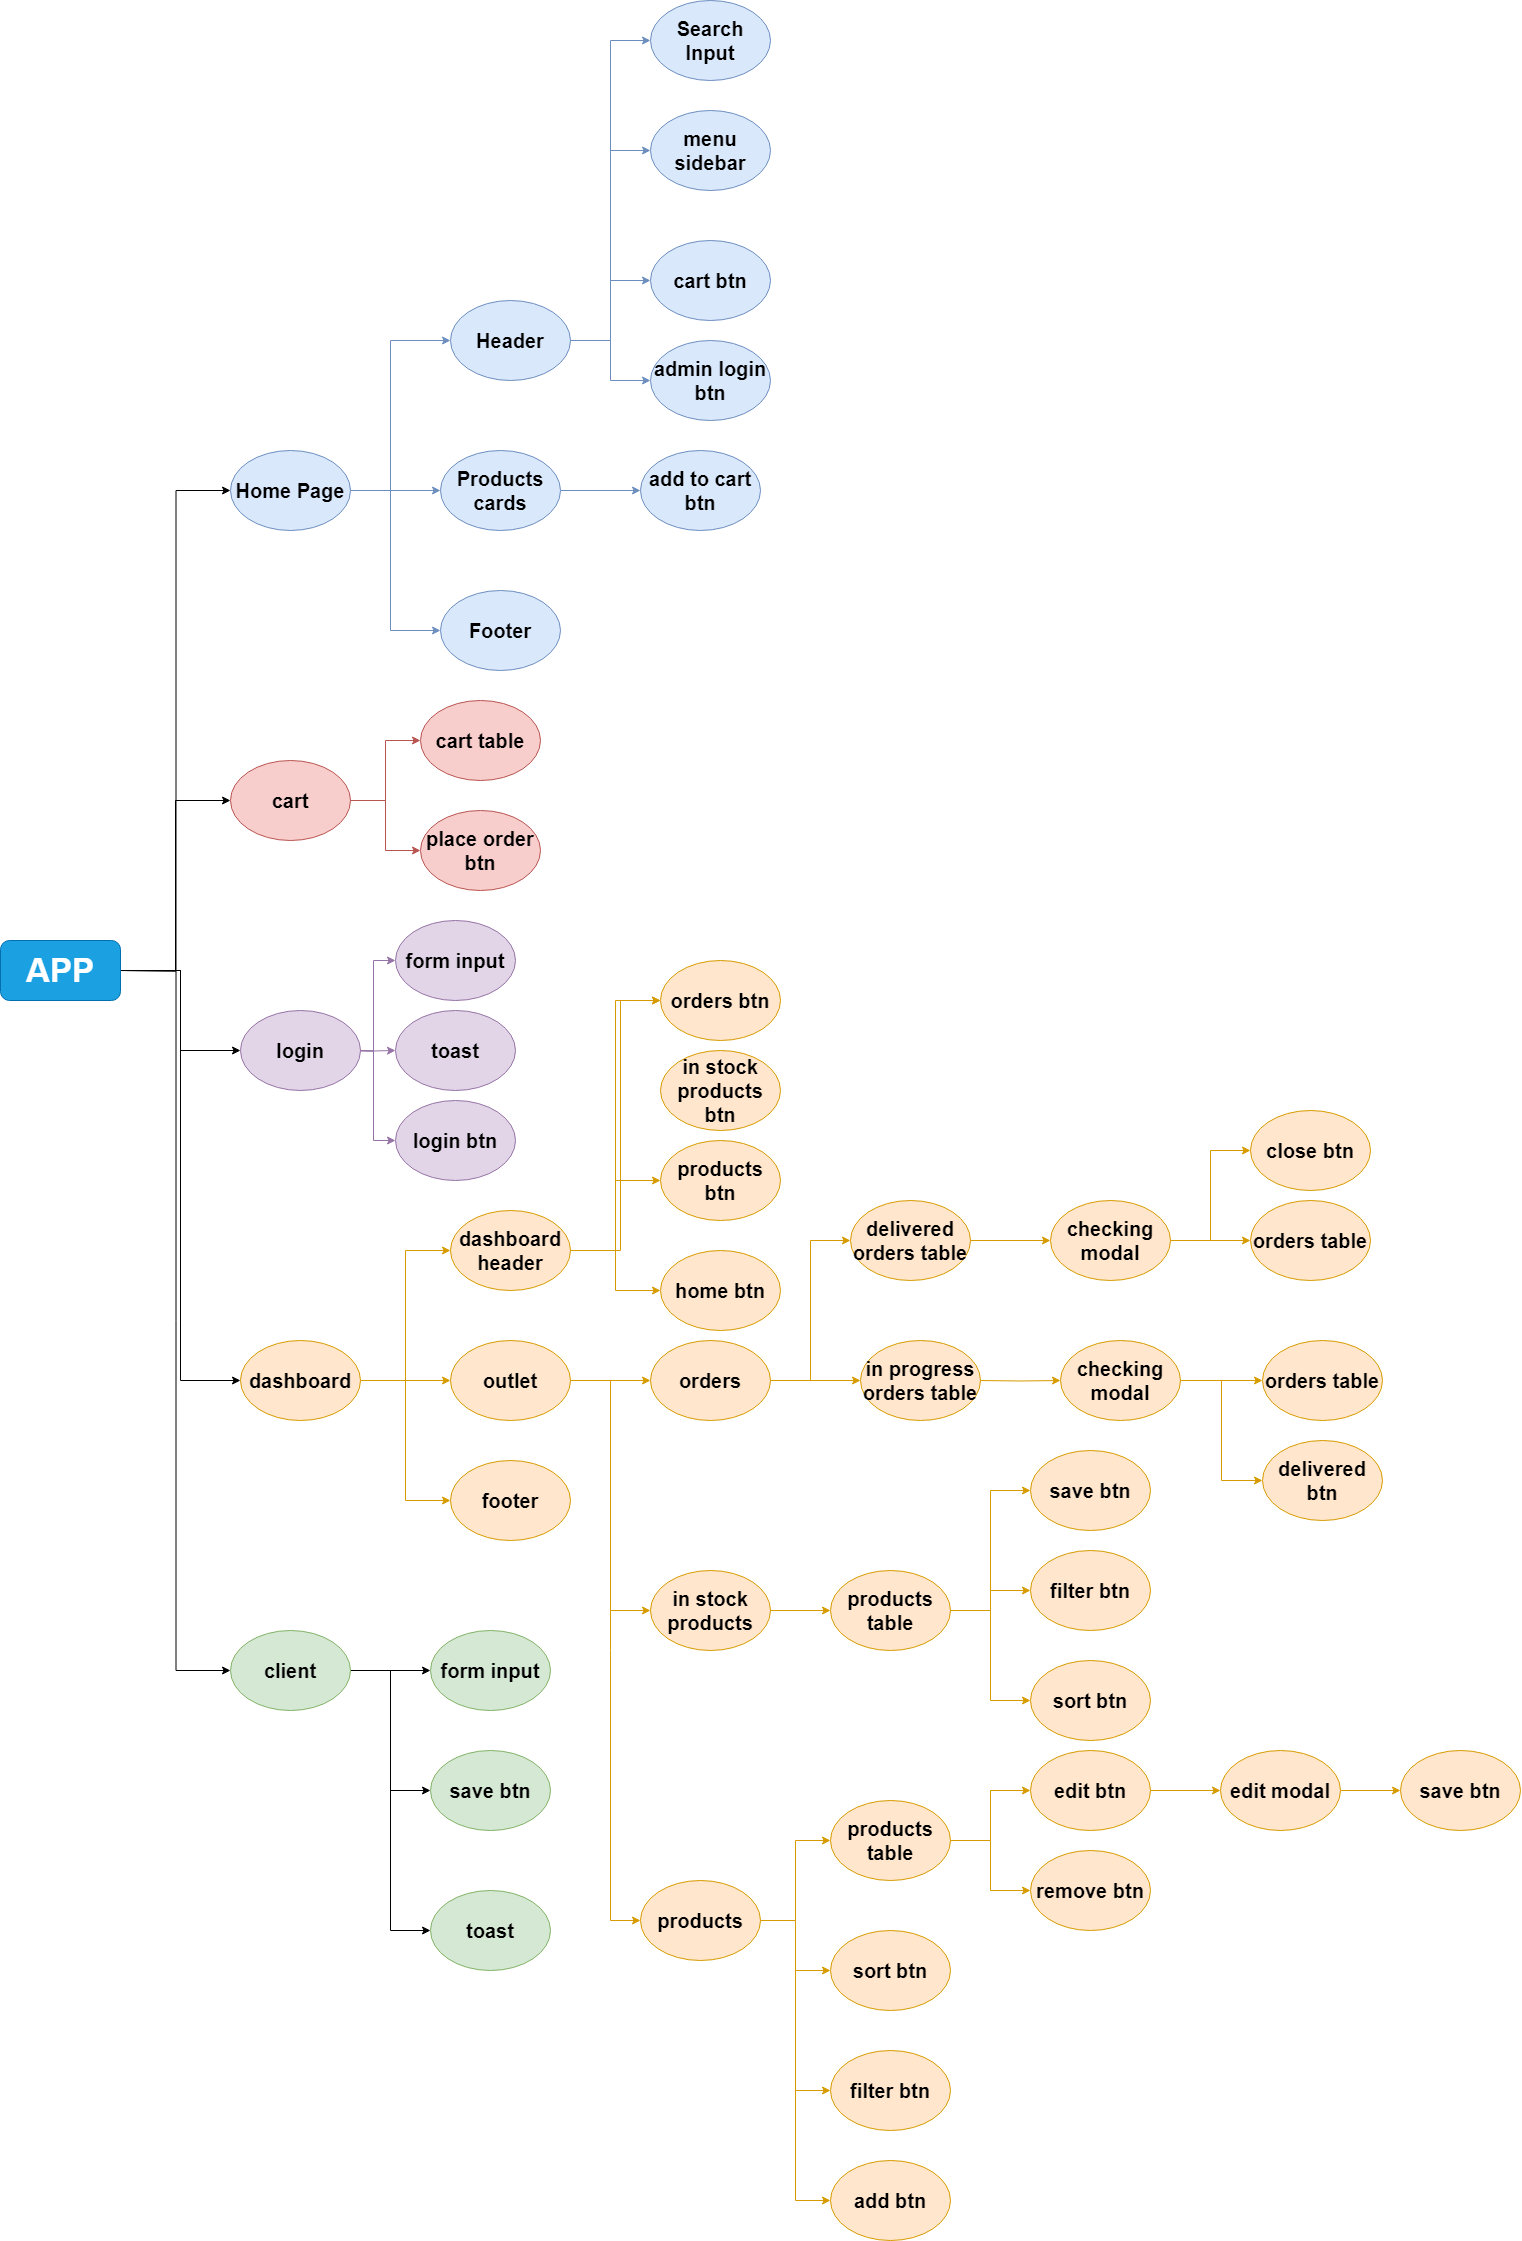 Search
Input
menu
sidebar
cart btn
Header
admin login
btn
Home Page
Products
cards
add to cart
btn
Footer
cart table
cart
place order
btn
APP
form input
login
toast
login btn
orders btn
in stock
products
btn
products
btn
dashboard
header
home btn
delivered
orders table
checking
modal
close btn
orders table
dashboard
outlet
orders
in progress
orders table
checking
modal
orders table
delivered
btn
footer
save btn
filter btn
in stock
products
products
table
sort btn
client
form input
save btn
toast
products
products
table
edit btn
edit modal
save btn
remove btn
sort btn
filter btn
add btn